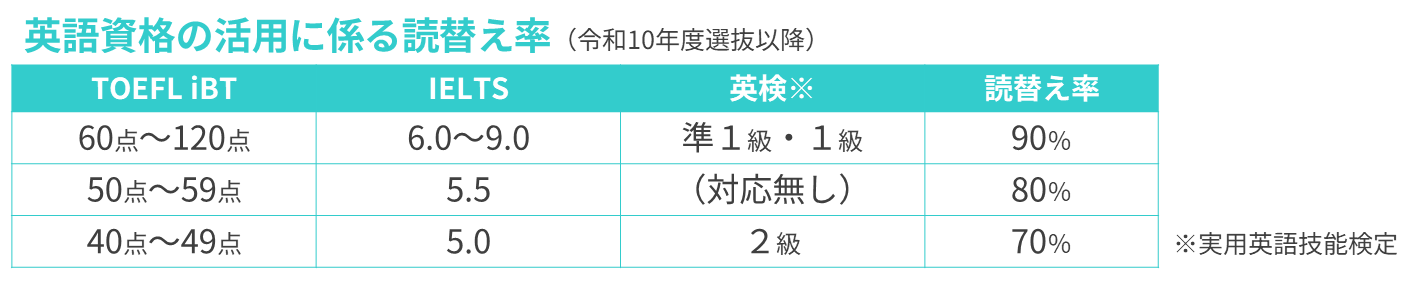 英語資格の活用に係る読替え率（令和10年度選抜以降）
TOEFL iBT IELTS 英検※ 読替え率
60点～120点 6.0～9.0 準１級・１級 90%
50点～59点 5.5 （対応無し） 80%
40点～49点 5.0 ２級 70%
※実用英語技能検定